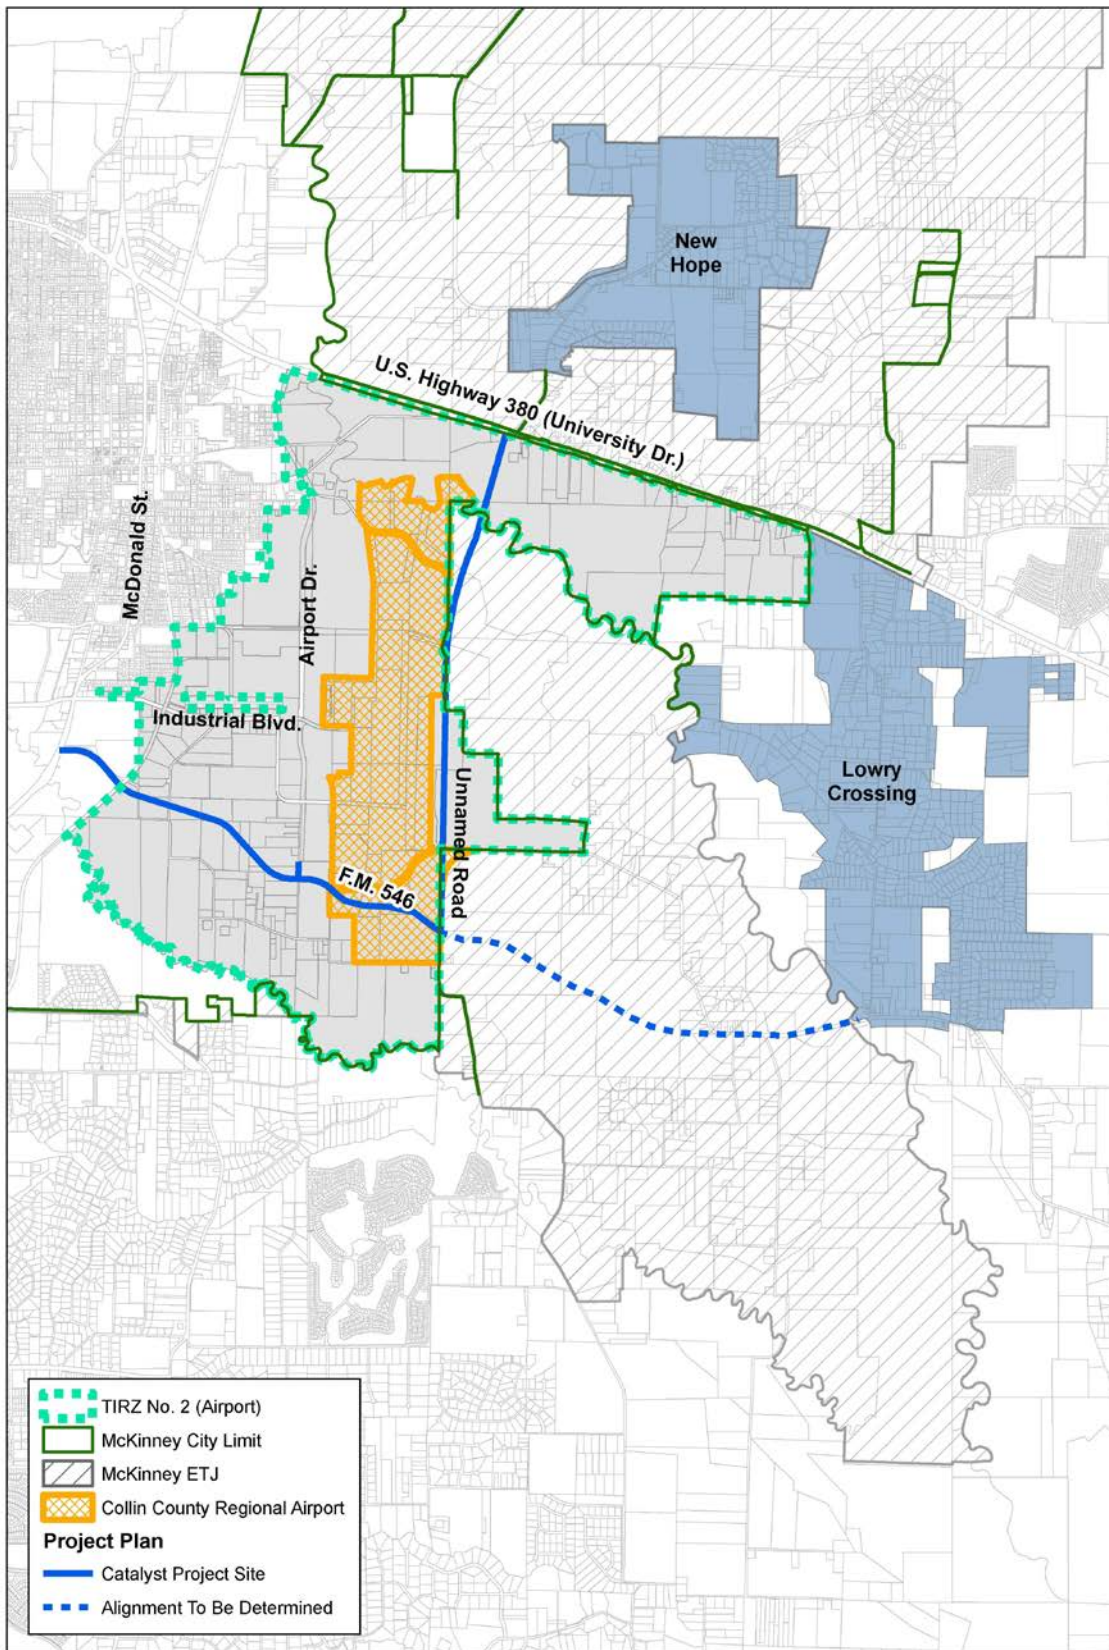 New
Hope
U.S. Highway 380 (University Dr.)
McDonald St.
Airport Dr.
Industrial Blvd.
Unnamed Road
F.M. 546
Lowry
Crossing
TIRZ No. 2 (Airport)
McKinney City Limit
McKinney ETJ
Collin County Regional Airport
Project Plan
Catalyst Project Site
Alignment To Be Determined